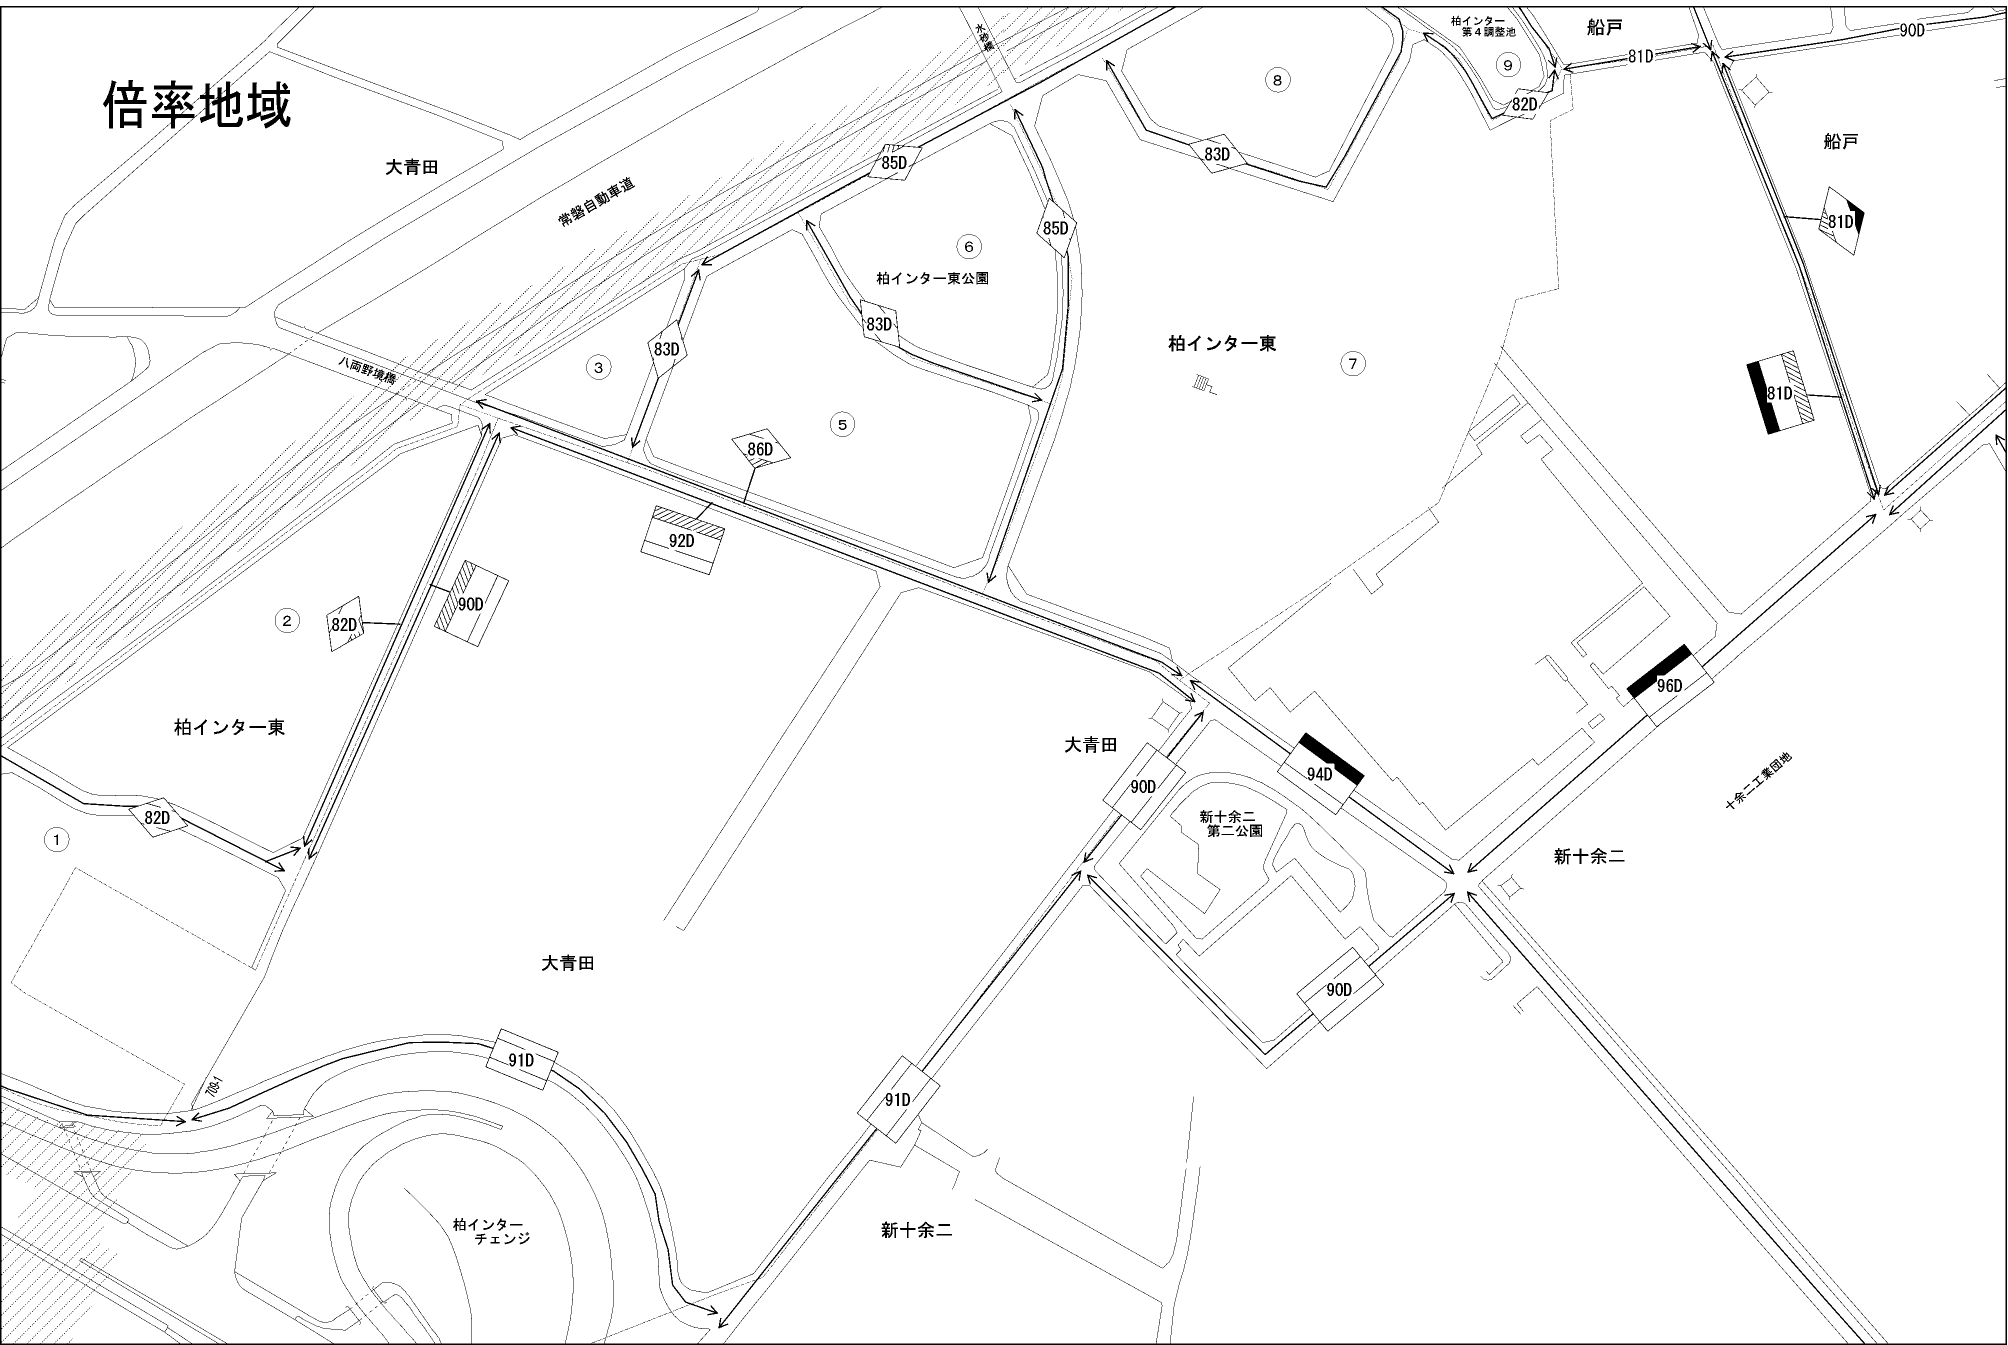 水砂橋
柏インター
第4調整池
船戸
90D
81D
⑨
⑧
82D
倍率地域
船戸
83D
85D
大青田
常磐自動車道
81D
85D
⑥
柏インター東公園
83D
柏インター東
83D
③
⑦
八両野境橋
81D
⑤
86D
92D
90D
②
82D
96D
柏インター東
大青田
94D
90D
十余二工業団地
82D
新十余二
第二公園
①
新十余二
大青田
90D
91D
709-1
91D
柏インター
チェンジ
新十余二